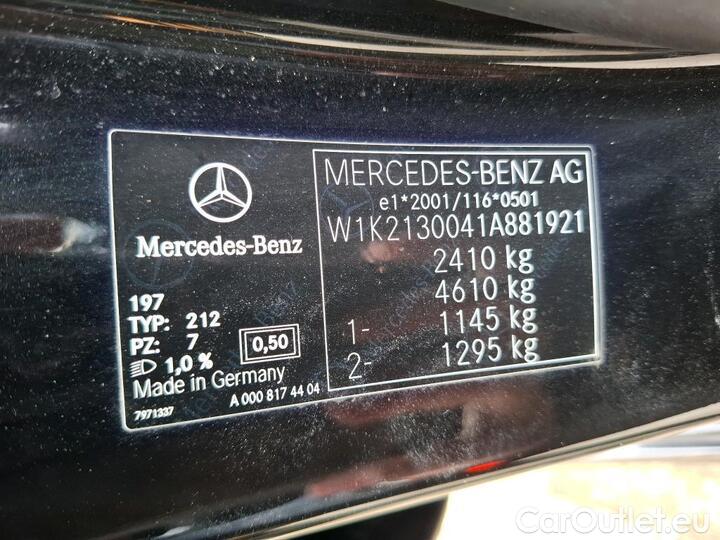 Mercedes-Benz
197
TYP: 212
PZ: 7
1,0 %
0,50
Made in Germany
7971337
A 000 817 44 04
MERCEDES-BENZ AG
e1*2001/116*0501
W1K2130041A881921
2410 kg
4610 kg
1- 1145 kg
2- 1295 kg
CarOutlet.eu